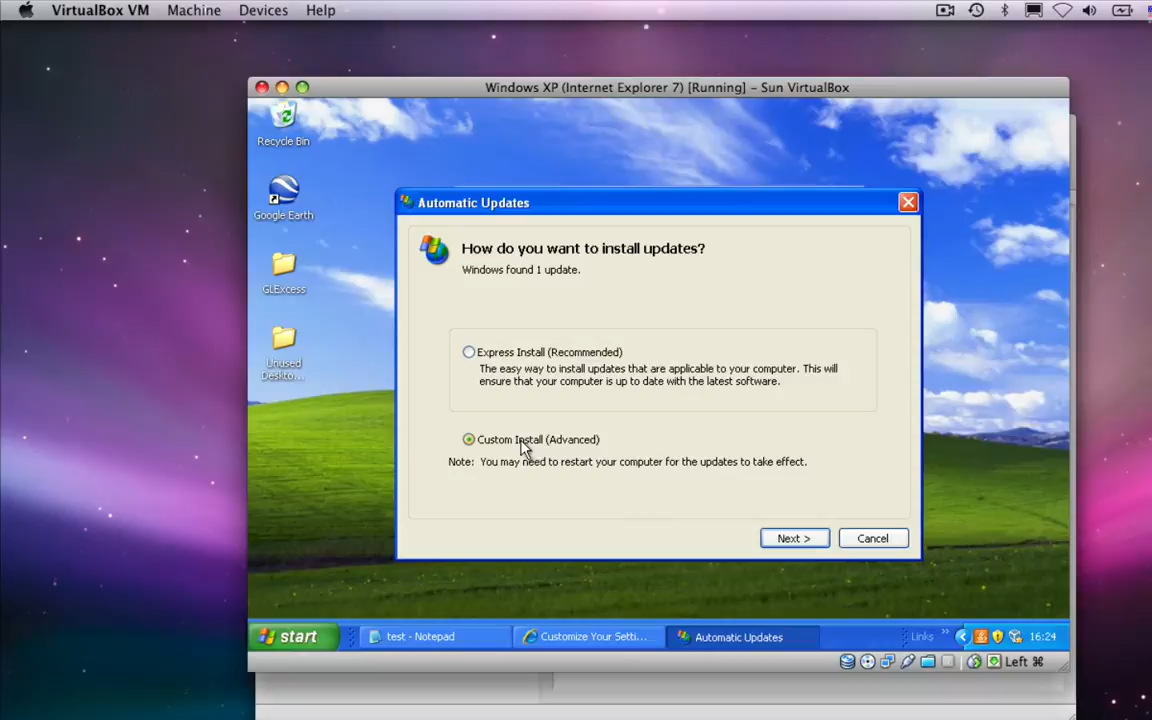 VirtualBox VM Machine Devices Help
Windows XP (Internet Explorer 7) [Running] – Sun VirtualBox
Recycle Bin
Google Earth
GLExcess
Unused
Deskto...
Automatic Updates
How do you want to install updates?
Windows found 1 update.
Express Install (Recommended)
The easy way to install updates that are applicable to your computer. This will
ensure that your computer is up to date with the latest software.
Custom Install (Advanced)
Note: You may need to restart your computer for the updates to take effect.
Next >
Cancel
start
test - Notepad
Customize Your Setti...
Automatic Updates
Links
16:24
Left ⌘